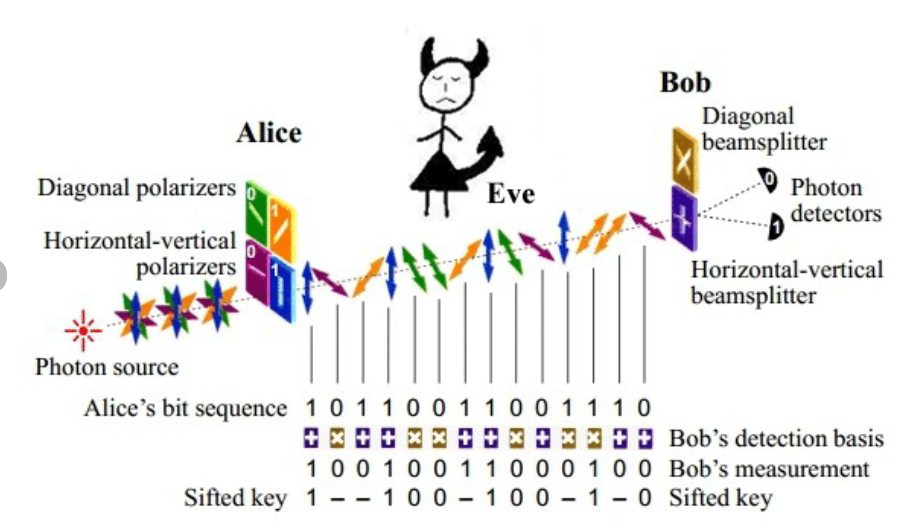 Bob
Diagonal
beamsplitter
Alice
Diagonal polarizers
0
1
Eve
0
Photon
detectors
1
Horizontal-vertical
polarizers
0
1
Horizontal-vertical
beamsplitter
Photon source
Alice's bit sequence 1 0 1 1 0 0 1 1 0 0 1 1 1 0
Bob's detection basis
1 0 0 1 0 0 1 1 0 0 0 1 0 0 Bob's measurement
Sifted key 1 – – 1 0 0 – 1 0 0 – 1 – 0 Sifted key